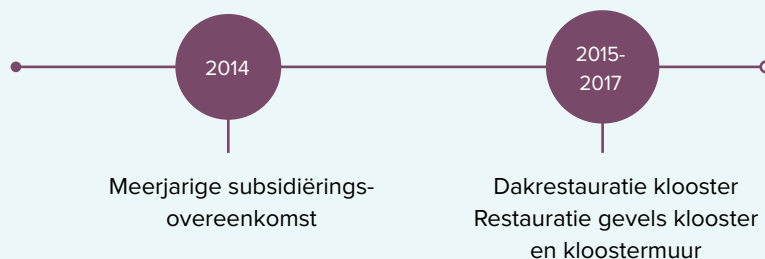 2014
Meerjarige subsidiërings-
overeenkomst
2015-
2017
Dakrestauratie klooster
Restauratie gevels klooster
en kloostermuur